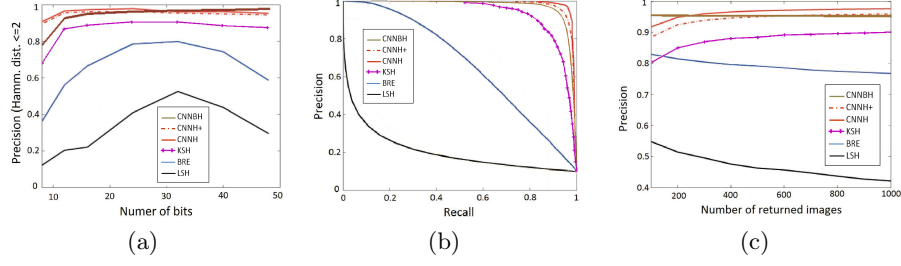 Precision (Hamm. dist. <=2)
1
0.8
0.6
0.4
0.2
0
CNNBH
CNNH+
CNNH
KSH
BRE
LSH
10 20 30 40 50
Numer of bits
(a)
Precision
1
0.8
0.6
0.4
0.2
0
CNNBH
CNNH+
CNNH
KSH
BRE
LSH
0 0.2 0.4 0.6 0.8 1
Recall
(b)
Precision
1
0.9
0.8
0.7
0.6
0.5
0.4
CNNBH
CNNH+
CNNH
KSH
BRE
LSH
200 400 600 800 1000
Number of returned images
(c)